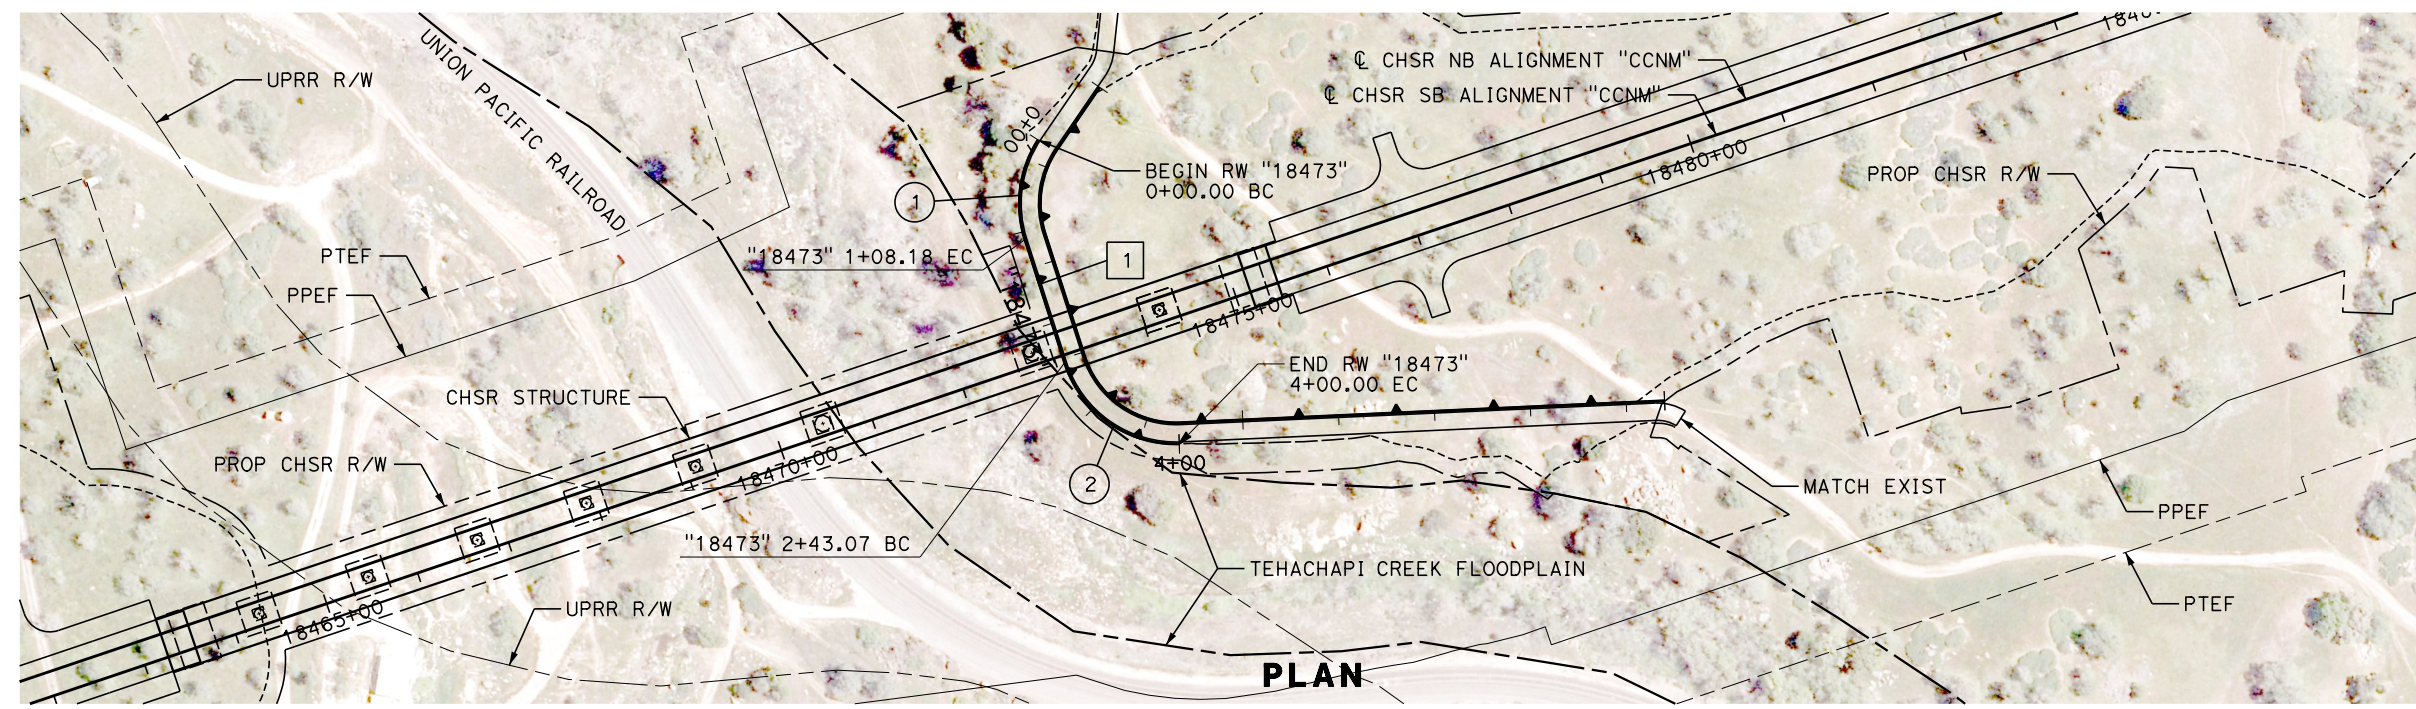 UPRR R/W
UNION PACIFIC RAILROAD
℄ CHSR NB ALIGNMENT "CCNM"
℄ CHSR SB ALIGNMENT "CCNM"
0+00
18480+00
BEGIN RW "18473"
0+00.00 BC
PROP CHSR R/W
1
"18473" 1+08.18 EC
1
PTEF
PPEF
"18473"
18475+00
END RW "18473"
4+00.00 EC
CHSR STRUCTURE
PROP CHSR R/W
18470+00
4+00
2
MATCH EXIST
PPEF
"18473" 2+43.07 BC
TEHACHAPI CREEK FLOODPLAIN
UPRR R/W
18465+00
PTEF
PLAN